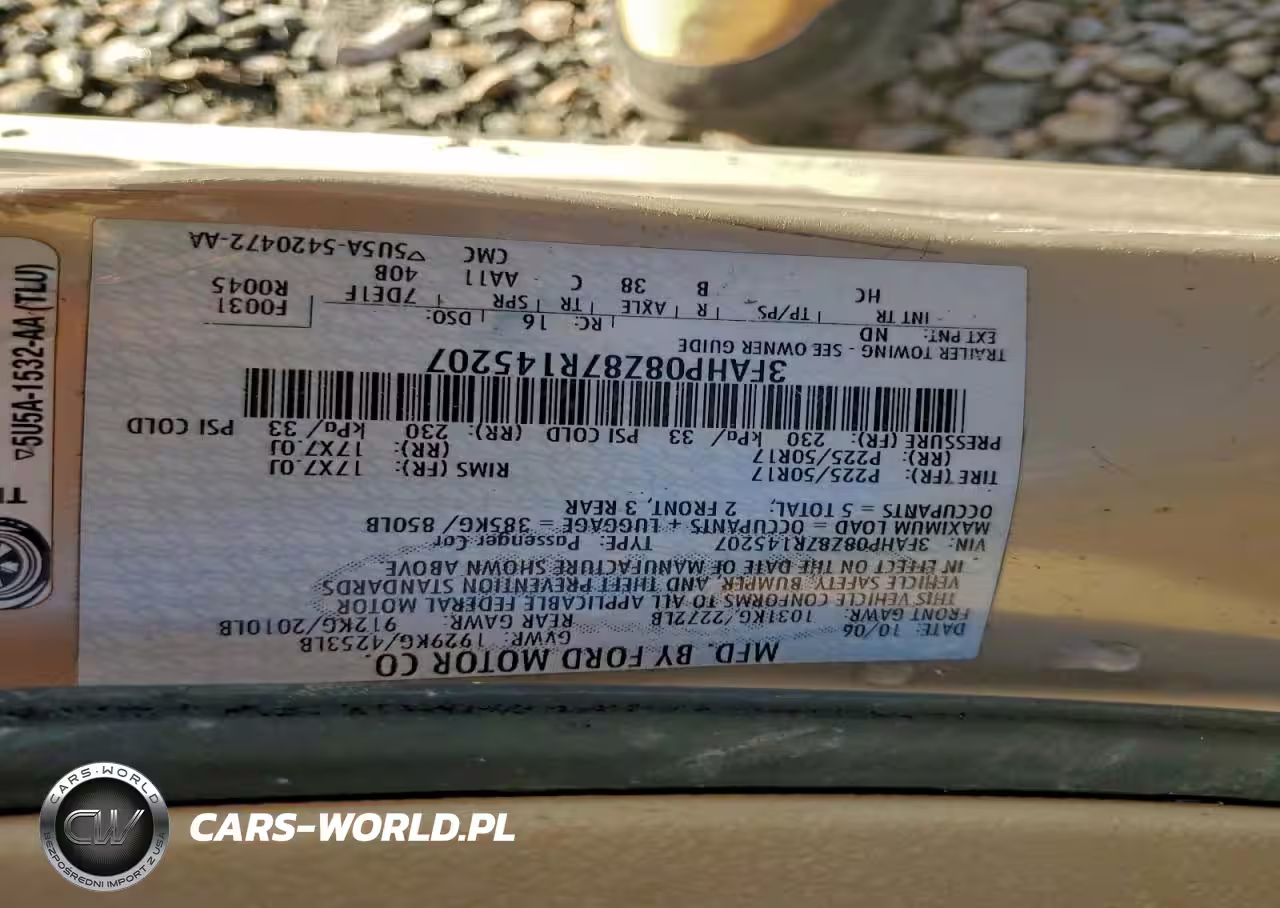 MFD. BY FORD MOTOR CO.
DATE: 10/06 GVWR: 1929KG/4253LB
FRONT GAWR: 1031KG/2272LB REAR GAWR: 912KG/2010LB
THIS VEHICLE CONFORMS TO ALL APPLICABLE FEDERAL MOTOR
VEHICLE SAFETY, BUMPER, AND THEFT PREVENTION STANDARDS
IN EFFECT ON THE DATE OF MANUFACTURE SHOWN ABOVE
VIN: 3FAHP08Z87R145207 TYPE: Passenger Car
MAXIMUM LOAD = OCCUPANTS + LUGGAGE = 385KG/ 850LB
OCCUPANTS = 5 TOTAL, 2 FRONT, 3 REAR
TIRE (FR): P225/50R17 RIMS (FR): 17X7.0J
(RR): P225/50R17 (RR): 17X7.0J
PRESSURE (FR): 230 kPa/ 33 PSI COLD (RR): 230 kPa/ 33 PSI COLD
3FAHP08Z87R145207
TRAILER TOWING - SEE OWNER GUIDE
EXT PNT: ND RC: 16 DSO: F0031
INT TR TP/PS R AXLE TR SPR 7DE1F R0045
HC B 38 C AA11 40B
CMC ▽5U5A-5420472-AA
▽5U5A-1532-AA (TLU)
CARS-WORLD
CW
BEZPOŚREDNI IMPORT Z USA
CARS-WORLD.PL